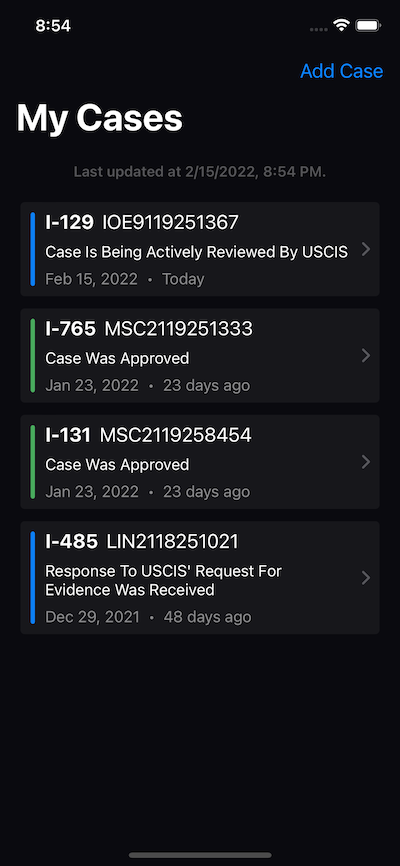 8:54
Add Case
My Cases
Last updated at 2/15/2022, 8:54 PM.
I-129 IOE9119251367
Case Is Being Actively Reviewed By USCIS
Feb 15, 2022 • Today
I-765 MSC2119251333
Case Was Approved
Jan 23, 2022 • 23 days ago
I-131 MSC2119258454
Case Was Approved
Jan 23, 2022 • 23 days ago
I-485 LIN2118251021
Response To USCIS' Request For
Evidence Was Received
Dec 29, 2021 • 48 days ago